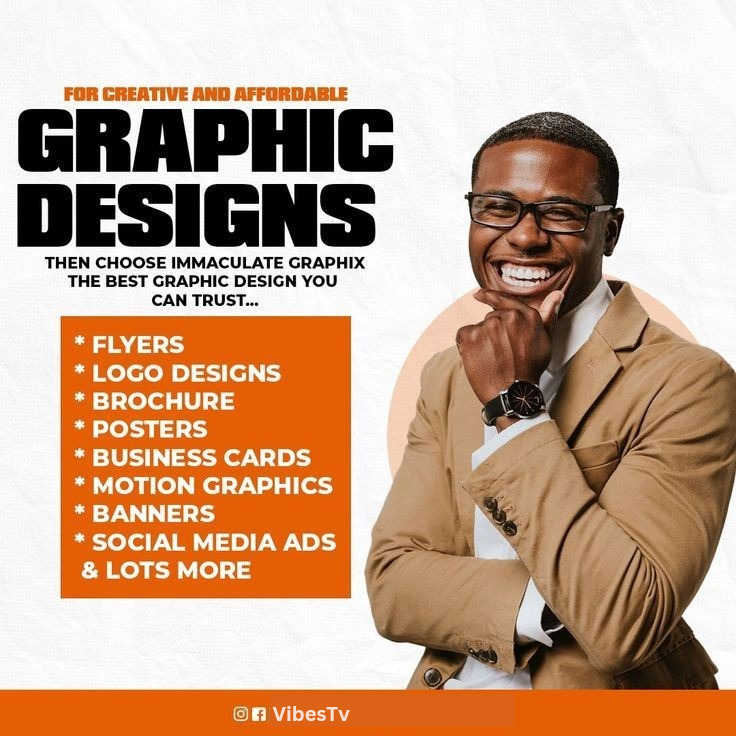 FOR CREATIVE AND AFFORDABLE
GRAPHIC
DESIGNS
THEN CHOOSE IMMACULATE GRAPHIX
THE BEST GRAPHIC DESIGN YOU
CAN TRUST...
* FLYERS
* LOGO DESIGNS
* BROCHURE
* POSTERS
* BUSINESS CARDS
* MOTION GRAPHICS
* BANNERS
* SOCIAL MEDIA ADS
& LOTS MORE
VibesTv